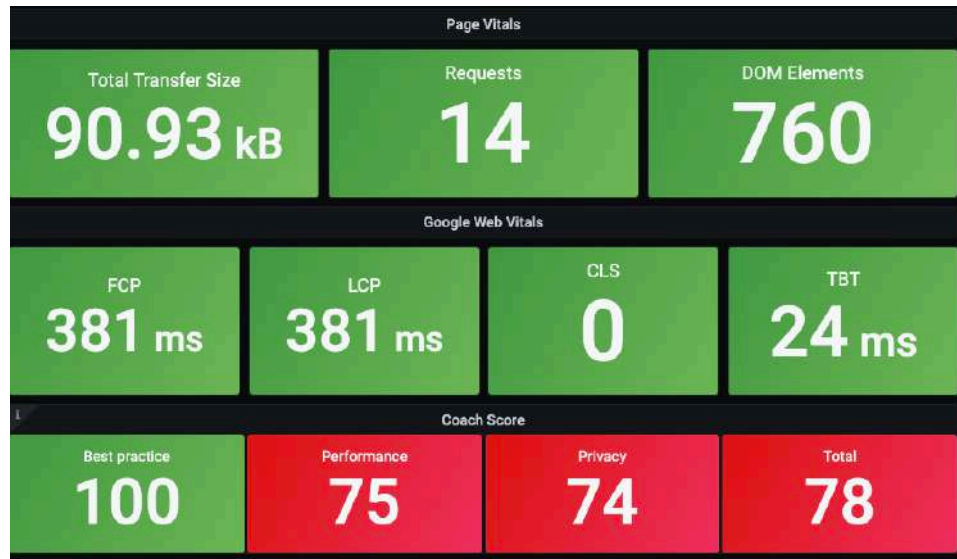 Page Vitals
Total Transfer Size
90.93 kB
Requests
14
DOM Elements
760
Google Web Vitals
FCP
381 ms
LCP
381 ms
CLS
0
TBT
24 ms
i
Coach Score
Best practice
100
Performance
75
Privacy
74
Total
78